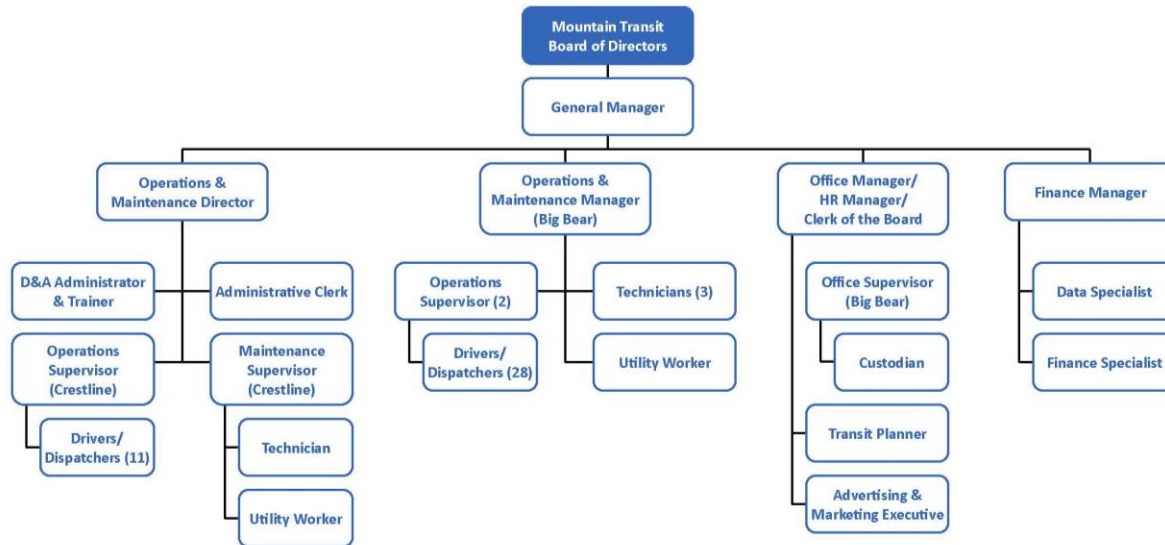 Mountain Transit
Board of Directors
General Manager
Operations &
Maintenance Director
Operations &
Maintenance Manager
(Big Bear)
Office Manager/
HR Manager/
Clerk of the Board
Finance Manager
D&A Administrator
& Trainer
Administrative Clerk
Operations
Supervisor (2)
Technicians (3)
Office Supervisor
(Big Bear)
Data Specialist
Operations
Supervisor
(Crestline)
Maintenance
Supervisor
(Crestline)
Drivers/
Dispatchers (28)
Utility Worker
Custodian
Finance Specialist
Drivers/
Dispatchers (11)
Technician
Transit Planner
Utility Worker
Advertising &
Marketing Executive